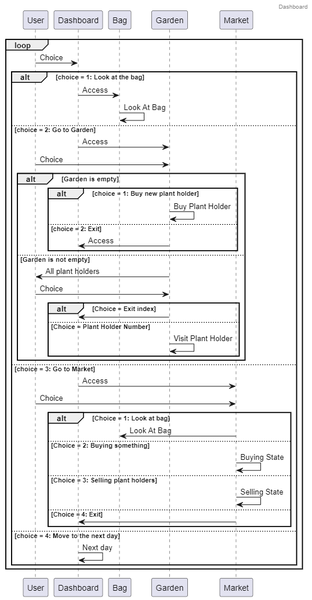 Dashboard
User Dashboard Bag Garden Market
loop
Choice
alt [choice = 1: Look at the bag]
Access
Look At Bag
[choice = 2: Go to Garden]
Access
Choice
alt [Garden is empty]
alt [choice = 1: Buy new plant holder]
Buy Plant Holder
[choice = 2: Exit]
Access
[Garden is not empty]
All plant holders
Choice
alt [Choice = Exit index]
[Choice = Plant Holder Number]
Visit Plant Holder
[choice = 3: Go to Market]
Access
Choice
alt [Choice = 1: Look at bag]
Look At Bag
[Choice = 2: Buying something]
Buying State
[Choice = 3: Selling plant holders]
Selling State
[Choice = 4: Exit]
[choice = 4: Move to the next day]
Next day
User Dashboard Bag Garden Market